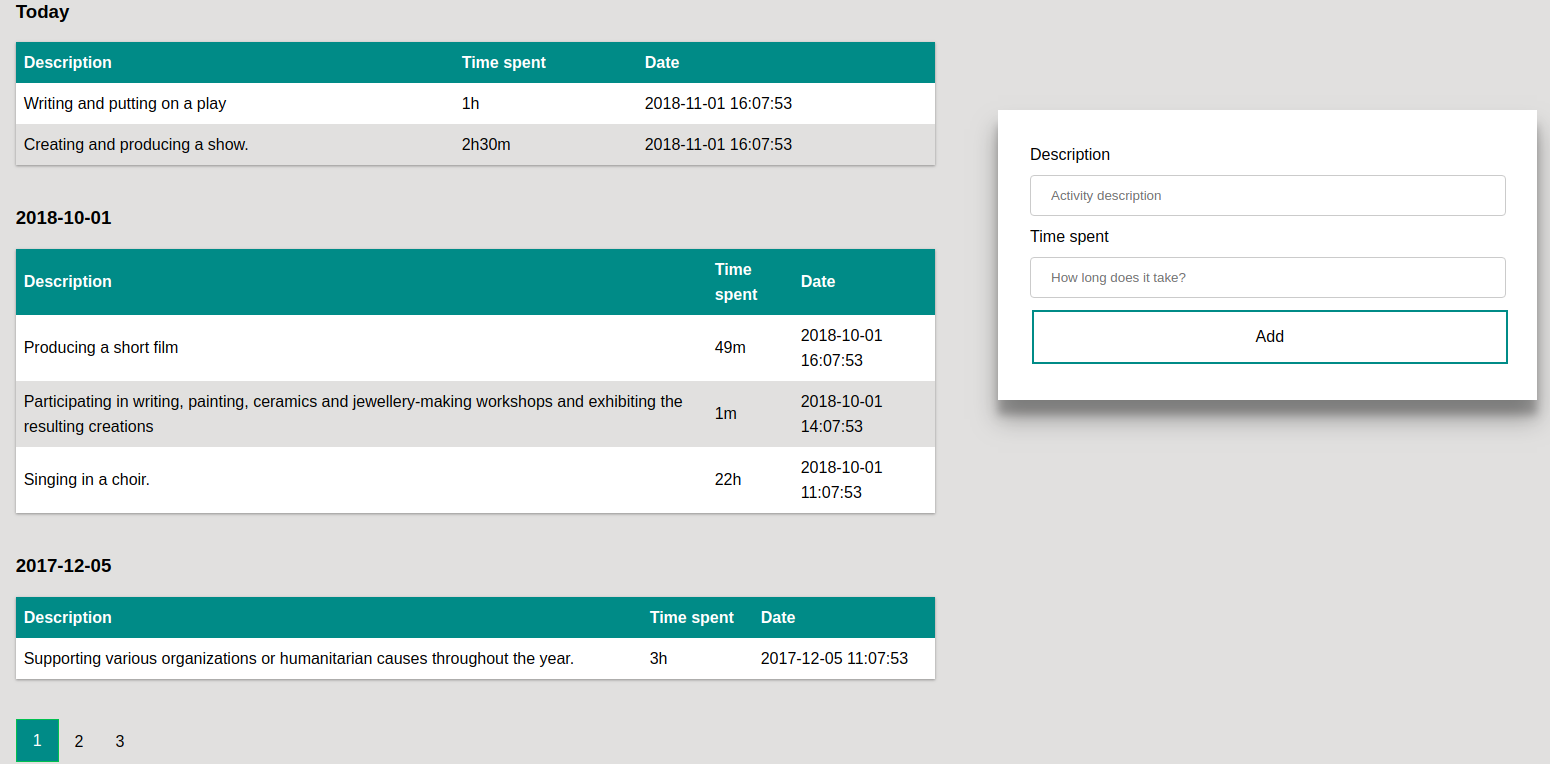 Today
Description Time spent Date
Writing and putting on a play 1h 2018-11-01 16:07:53
Creating and producing a show. 2h30m 2018-11-01 16:07:53
2018-10-01
Description Time spent Date
Producing a short film 49m 2018-10-01 16:07:53
Participating in writing, painting, ceramics and jewellery-making workshops and exhibiting the
resulting creations 1m 2018-10-01 14:07:53
Singing in a choir. 22h 2018-10-01 11:07:53
2017-12-05
Description Time spent Date
Supporting various organizations or humanitarian causes throughout the year. 3h 2017-12-05 11:07:53
1 2 3
Description
Activity description
Time spent
How long does it take?
Add